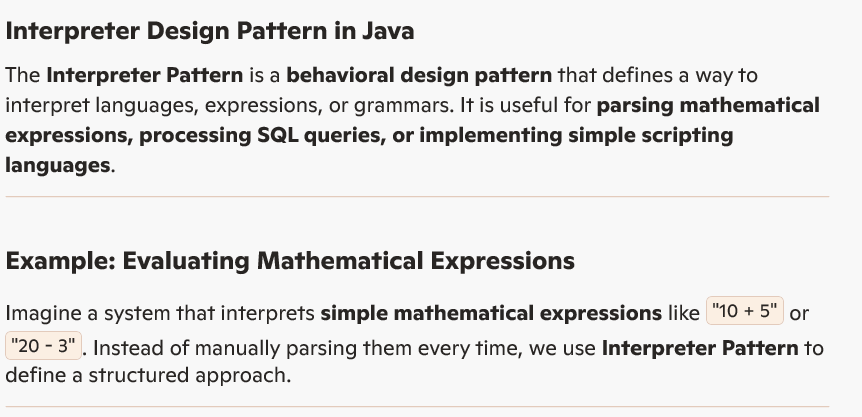 Interpreter Design Pattern in Java
The Interpreter Pattern is a behavioral design pattern that defines a way to
interpret languages, expressions, or grammars. It is useful for parsing mathematical
expressions, processing SQL queries, or implementing simple scripting
languages.
Example: Evaluating Mathematical Expressions
Imagine a system that interprets simple mathematical expressions like "10 + 5" or
"20 - 3". Instead of manually parsing them every time, we use Interpreter Pattern to
define a structured approach.